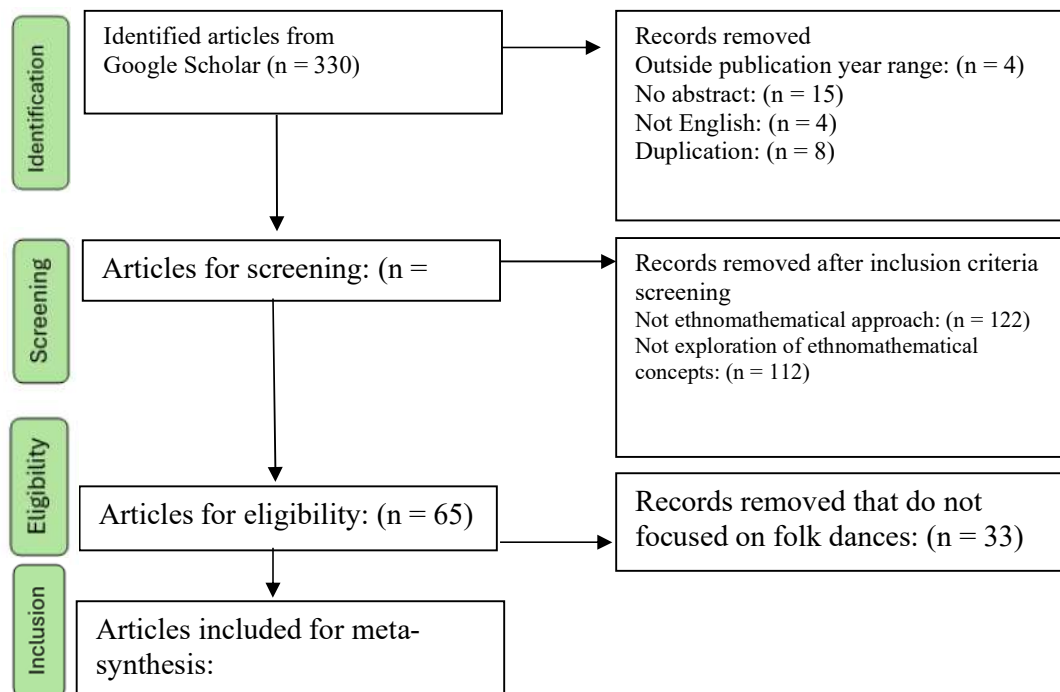 Identification
Identified articles from
Google Scholar (n = 330)
Records removed
Outside publication year range: (n = 4)
No abstract: (n = 15)
Not English: (n = 4)
Duplication: (n = 8)
Screening
Articles for screening: (n =
Records removed after inclusion criteria
screening
Not ethnomathematical approach: (n = 122)
Not exploration of ethnomathematical
concepts: (n = 112)
Eligibility
Articles for eligibility: (n = 65)
Records removed that do not
focused on folk dances: (n = 33)
Inclusion
Articles included for meta-
synthesis: